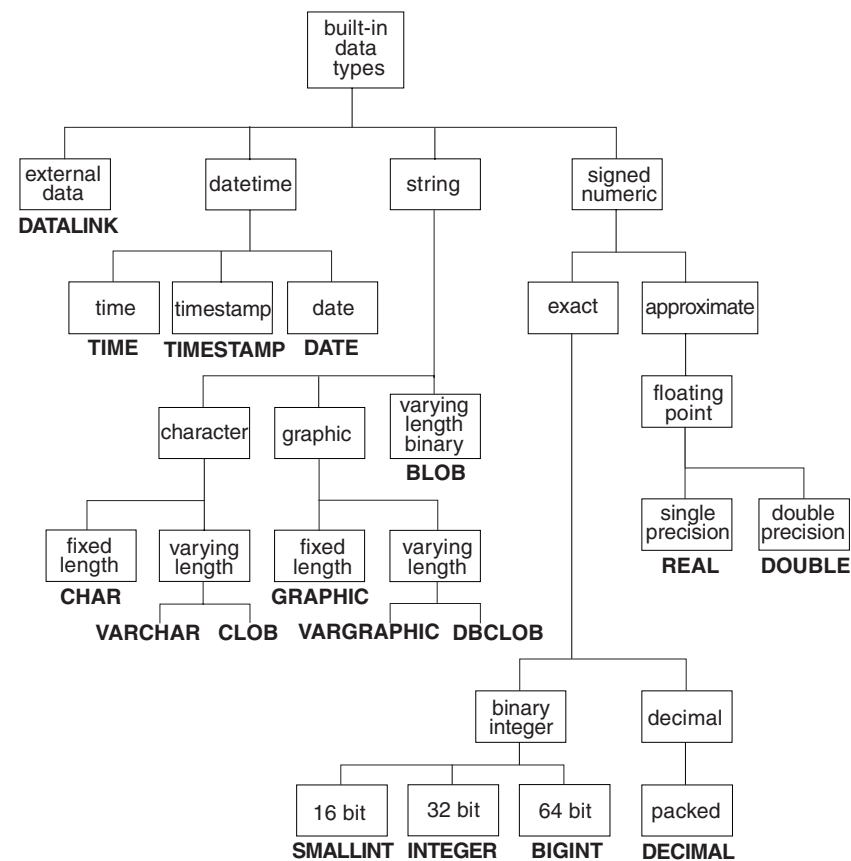 built-in
data
types
external
data
DATALINK
datetime
string
signed
numeric
time
TIME
timestamp
TIMESTAMP
date
DATE
exact
approximate
character
graphic
varying
length
binary
BLOB
floating
point
fixed
length
CHAR
varying
length
VARCHAR
CLOB
fixed
length
GRAPHIC
varying
length
VARGRAPHIC
DBCLOB
single
precision
REAL
double
precision
DOUBLE
binary
integer
decimal
16 bit
SMALLINT
32 bit
INTEGER
64 bit
BIGINT
packed
DECIMAL